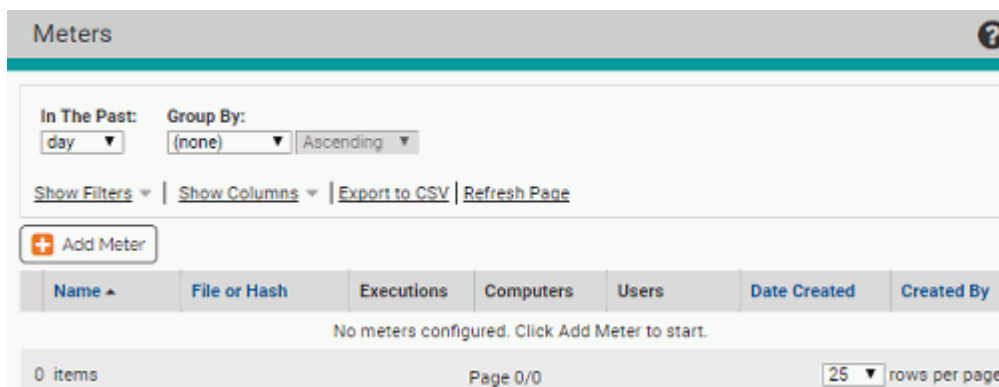 Meters
In The Past: Group By:
day (none) Ascending
Show Filters Show Columns Export to CSV Refresh Page
Add Meter
Name File or Hash Executions Computers Users Date Created Created By
No meters configured. Click Add Meter to start.
0 items Page 0/0 25 rows per page